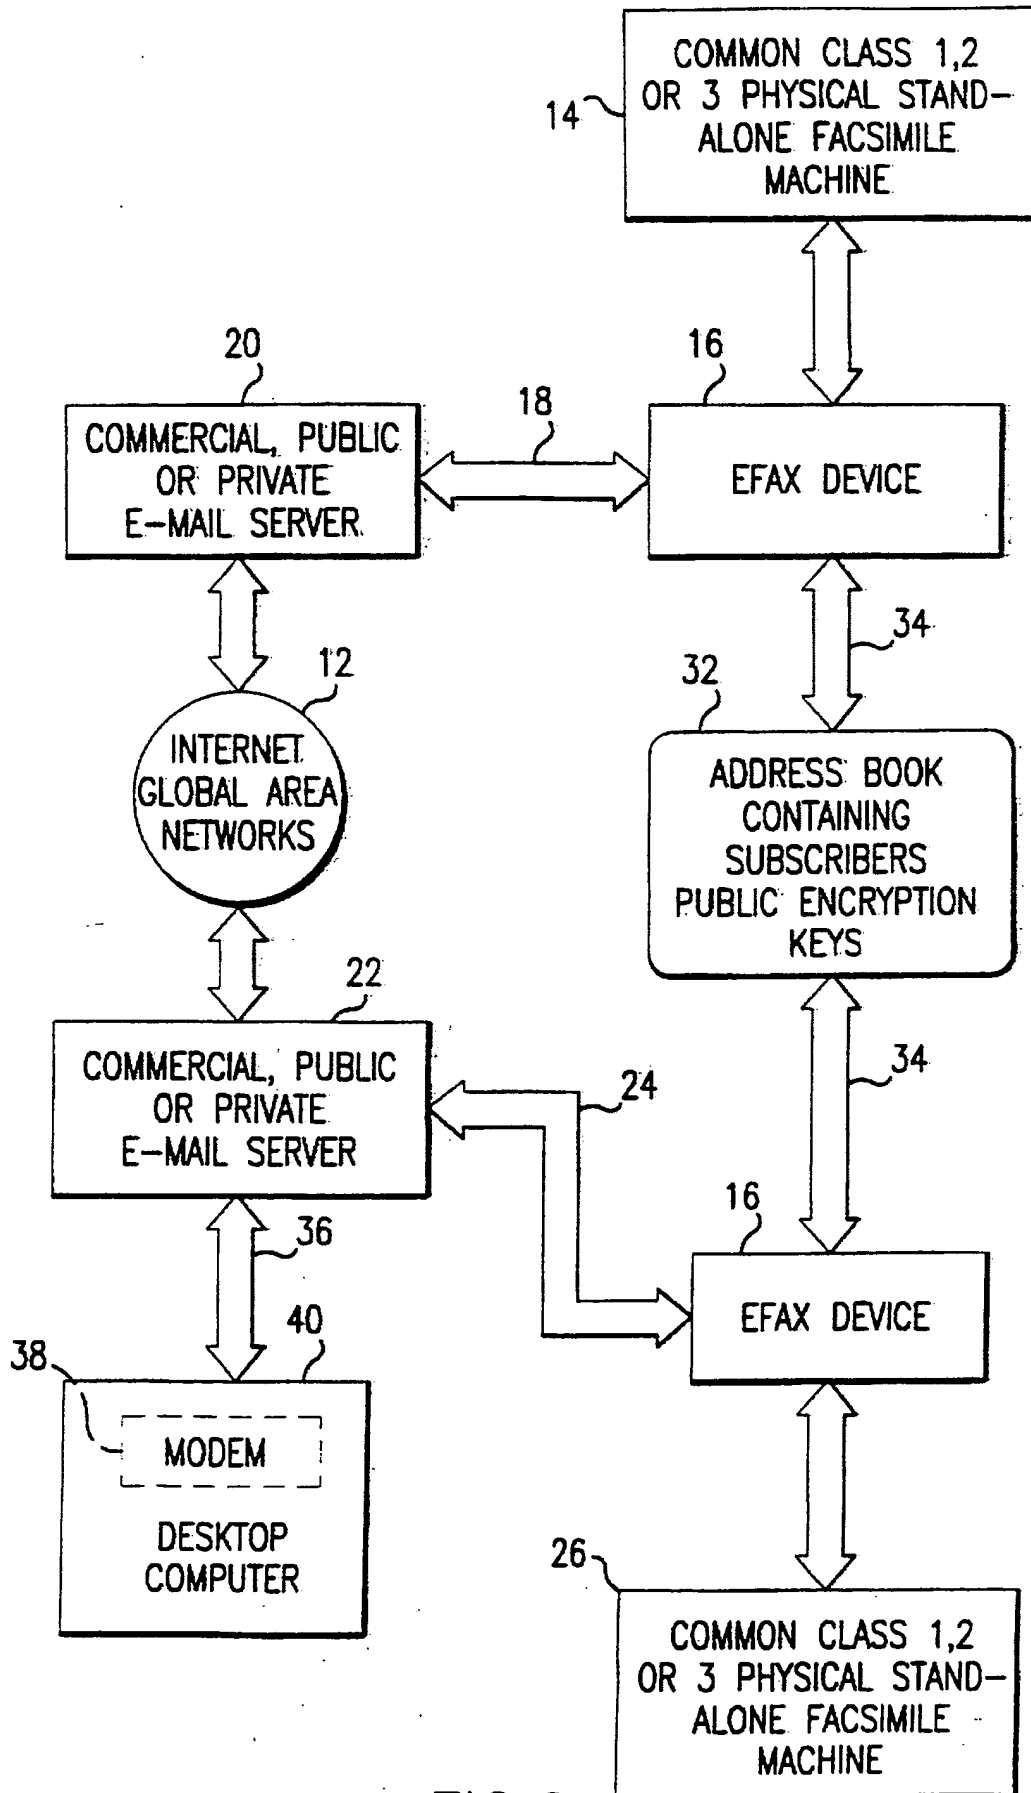 COMMON CLASS 1,2
OR 3 PHYSICAL STAND-
ALONE FACSIMILE
MACHINE
14
20
COMMERCIAL, PUBLIC
OR PRIVATE
E-MAIL SERVER
18
16
EFAX DEVICE
34
12
INTERNET
GLOBAL AREA
NETWORKS
32
ADDRESS BOOK
CONTAINING
SUBSCRIBERS
PUBLIC ENCRYPTION
KEYS
22
COMMERCIAL, PUBLIC
OR PRIVATE
E-MAIL SERVER
24
34
36
16
EFAX DEVICE
38
40
MODEM
DESKTOP
COMPUTER
26
COMMON CLASS 1,2
OR 3 PHYSICAL STAND-
ALONE FACSIMILE
MACHINE